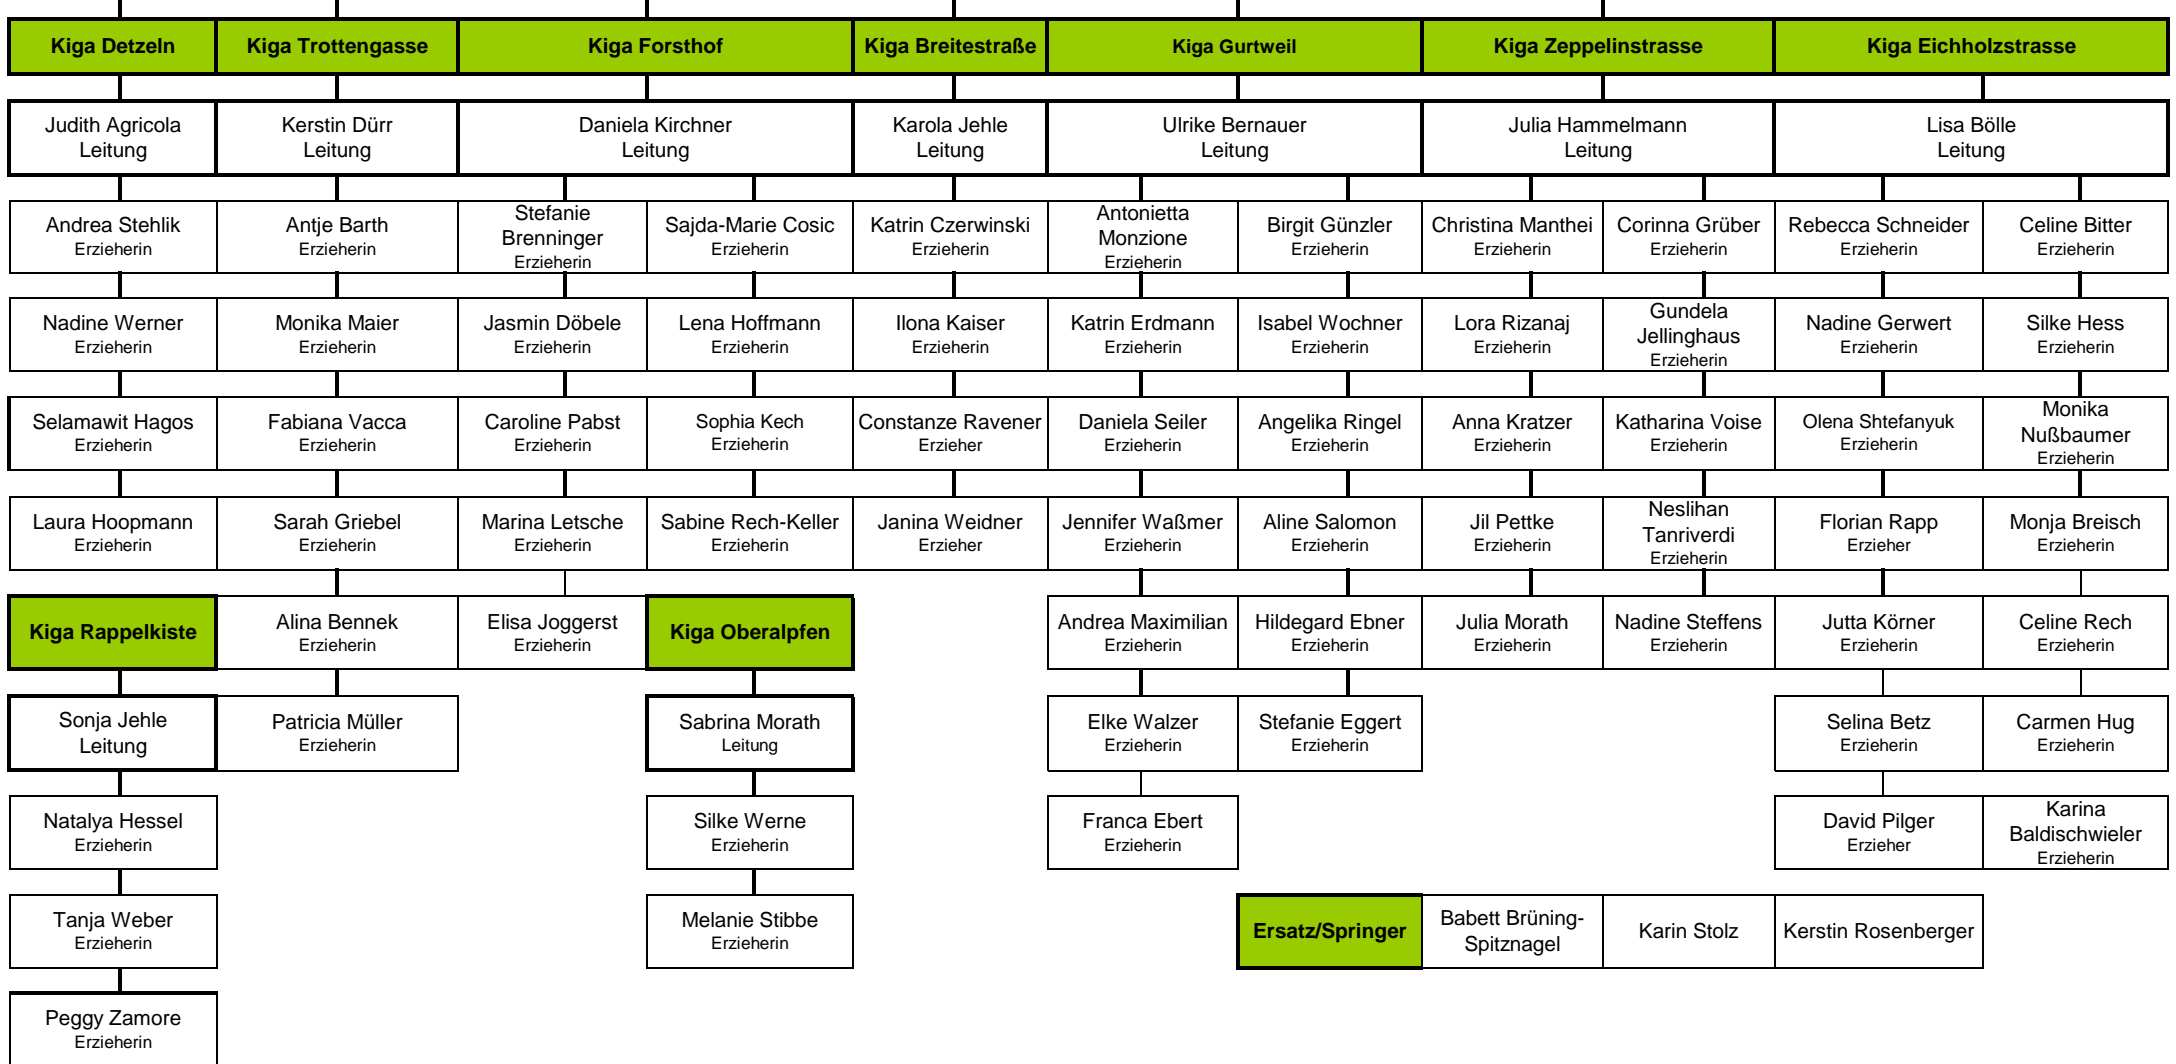 Kiga Detzeln
Kiga Trottengasse
Kiga Forsthof
Kiga Breitestraße
Kiga Gurtweil
Kiga Zeppelinstrasse
Kiga Eichholzstrasse
Judith Agricola
Leitung
Kerstin Dürr
Leitung
Daniela Kirchner
Leitung
Karola Jehle
Leitung
Ulrike Bernauer
Leitung
Julia Hammelmann
Leitung
Lisa Bölle
Leitung
Andrea Stehlik
Erzieherin
Antje Barth
Erzieherin
Stefanie
Brenninger
Erzieherin
Sajda-Marie Cosic
Erzieherin
Katrin Czerwinski
Erzieherin
Antonietta
Monzione
Erzieherin
Birgit Günzler
Erzieherin
Christina Manthei
Erzieherin
Corinna Grüber
Erzieherin
Rebecca Schneider
Erzieherin
Celine Bitter
Erzieherin
Nadine Werner
Erzieherin
Monika Maier
Erzieherin
Jasmin Döbele
Erzieherin
Lena Hoffmann
Erzieherin
Ilona Kaiser
Erzieherin
Katrin Erdmann
Erzieherin
Isabel Wochner
Erzieherin
Lora Rizanaj
Erzieherin
Gundela
Jellinghaus
Erzieherin
Nadine Gerwert
Erzieherin
Silke Hess
Erzieherin
Selamawit Hagos
Erzieherin
Fabiana Vacca
Erzieherin
Caroline Pabst
Erzieherin
Sophia Kech
Erzieherin
Constanze Ravener
Erzieher
Daniela Seiler
Erzieherin
Angelika Ringel
Erzieherin
Anna Kratzer
Erzieherin
Katharina Voise
Erzieherin
Olena Shtefanyuk
Erzieherin
Monika
Nußbaumer
Erzieherin
Laura Hoopmann
Erzieherin
Sarah Griebel
Erzieherin
Marina Letsche
Erzieherin
Sabine Rech-Keller
Erzieherin
Janina Weidner
Erzieher
Jennifer Waßmer
Erzieherin
Aline Salomon
Erzieherin
Jil Pettke
Erzieherin
Neslihan
Tanriverdi
Erzieherin
Florian Rapp
Erzieher
Monja Breisch
Erzieherin
Kiga Rappelkiste
Alina Bennek
Erzieherin
Elisa Joggerst
Erzieherin
Kiga Oberalpfen
Andrea Maximilian
Erzieherin
Hildegard Ebner
Erzieherin
Julia Morath
Erzieherin
Nadine Steffens
Erzieherin
Jutta Körner
Erzieherin
Celine Rech
Erzieherin
Sonja Jehle
Leitung
Patricia Müller
Erzieherin
Sabrina Morath
Leitung
Elke Walzer
Erzieherin
Stefanie Eggert
Erzieherin
Selina Betz
Erzieherin
Carmen Hug
Erzieherin
Natalya Hessel
Erzieherin
Silke Werne
Erzieherin
Franca Ebert
Erzieherin
David Pilger
Erzieher
Karina
Baldischwieler
Erzieherin
Tanja Weber
Erzieherin
Melanie Stibbe
Erzieherin
Ersatz/Springer
Babett Brüning-
Spitznagel
Karin Stolz
Kerstin Rosenberger
Peggy Zamore
Erzieherin